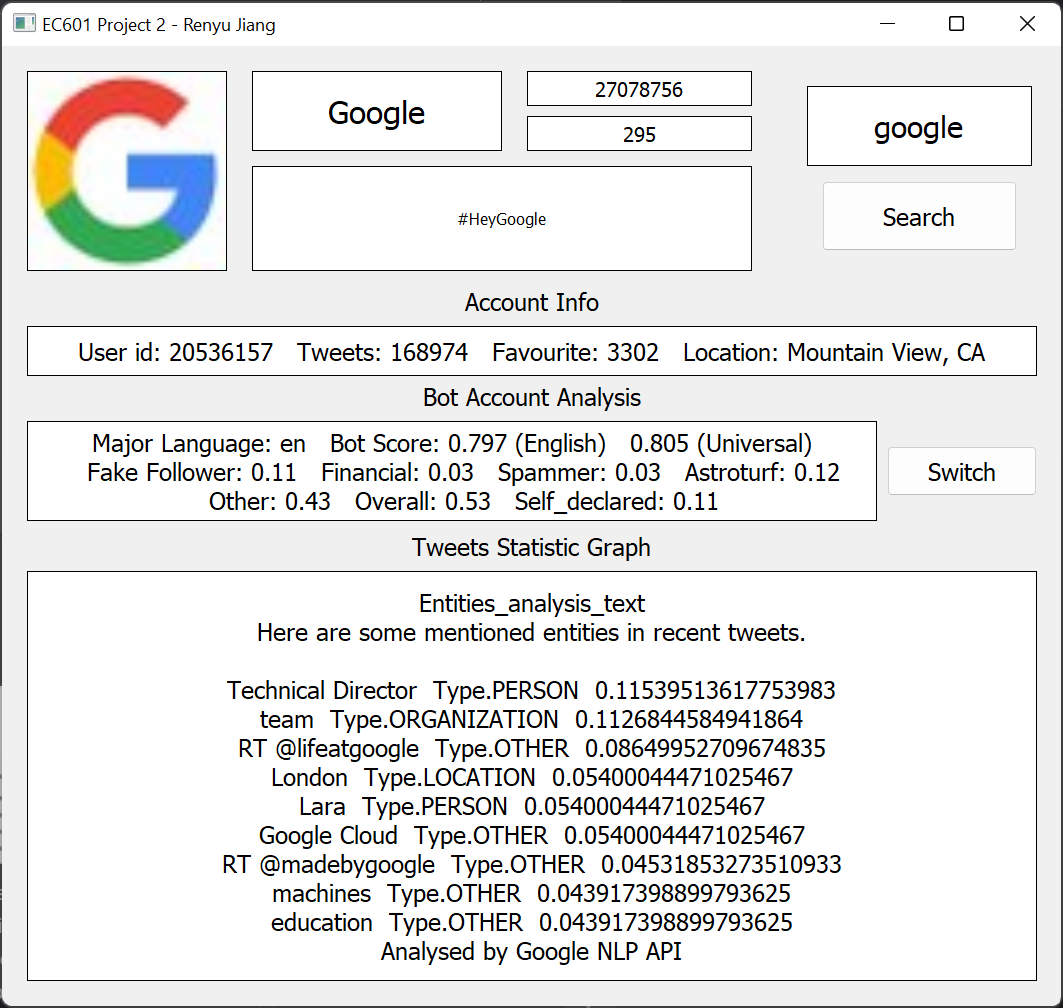 EC601 Project 2 - Renyu Jiang
Google
27078756
295
#HeyGoogle
google
Search
Account Info
User id: 20536157 Tweets: 168974 Favourite: 3302 Location: Mountain View, CA
Bot Account Analysis
Major Language: en Bot Score: 0.797 (English) 0.805 (Universal)
Fake Follower: 0.11 Financial: 0.03 Spammer: 0.03 Astroturf: 0.12
Other: 0.43 Overall: 0.53 Self_declared: 0.11
Switch
Tweets Statistic Graph
Entities_analysis_text
Here are some mentioned entities in recent tweets.
Technical Director Type.PERSON 0.11539513617753983
team Type.ORGANIZATION 0.1126844584941864
RT @lifeatgoogle Type.OTHER 0.08649952709674835
London Type.LOCATION 0.05400044471025467
Lara Type.PERSON 0.05400044471025467
Google Cloud Type.OTHER 0.05400044471025467
RT @madebygoogle Type.OTHER 0.04531853273510933
machines Type.OTHER 0.043917398899793625
education Type.OTHER 0.043917398899793625
Analysed by Google NLP API